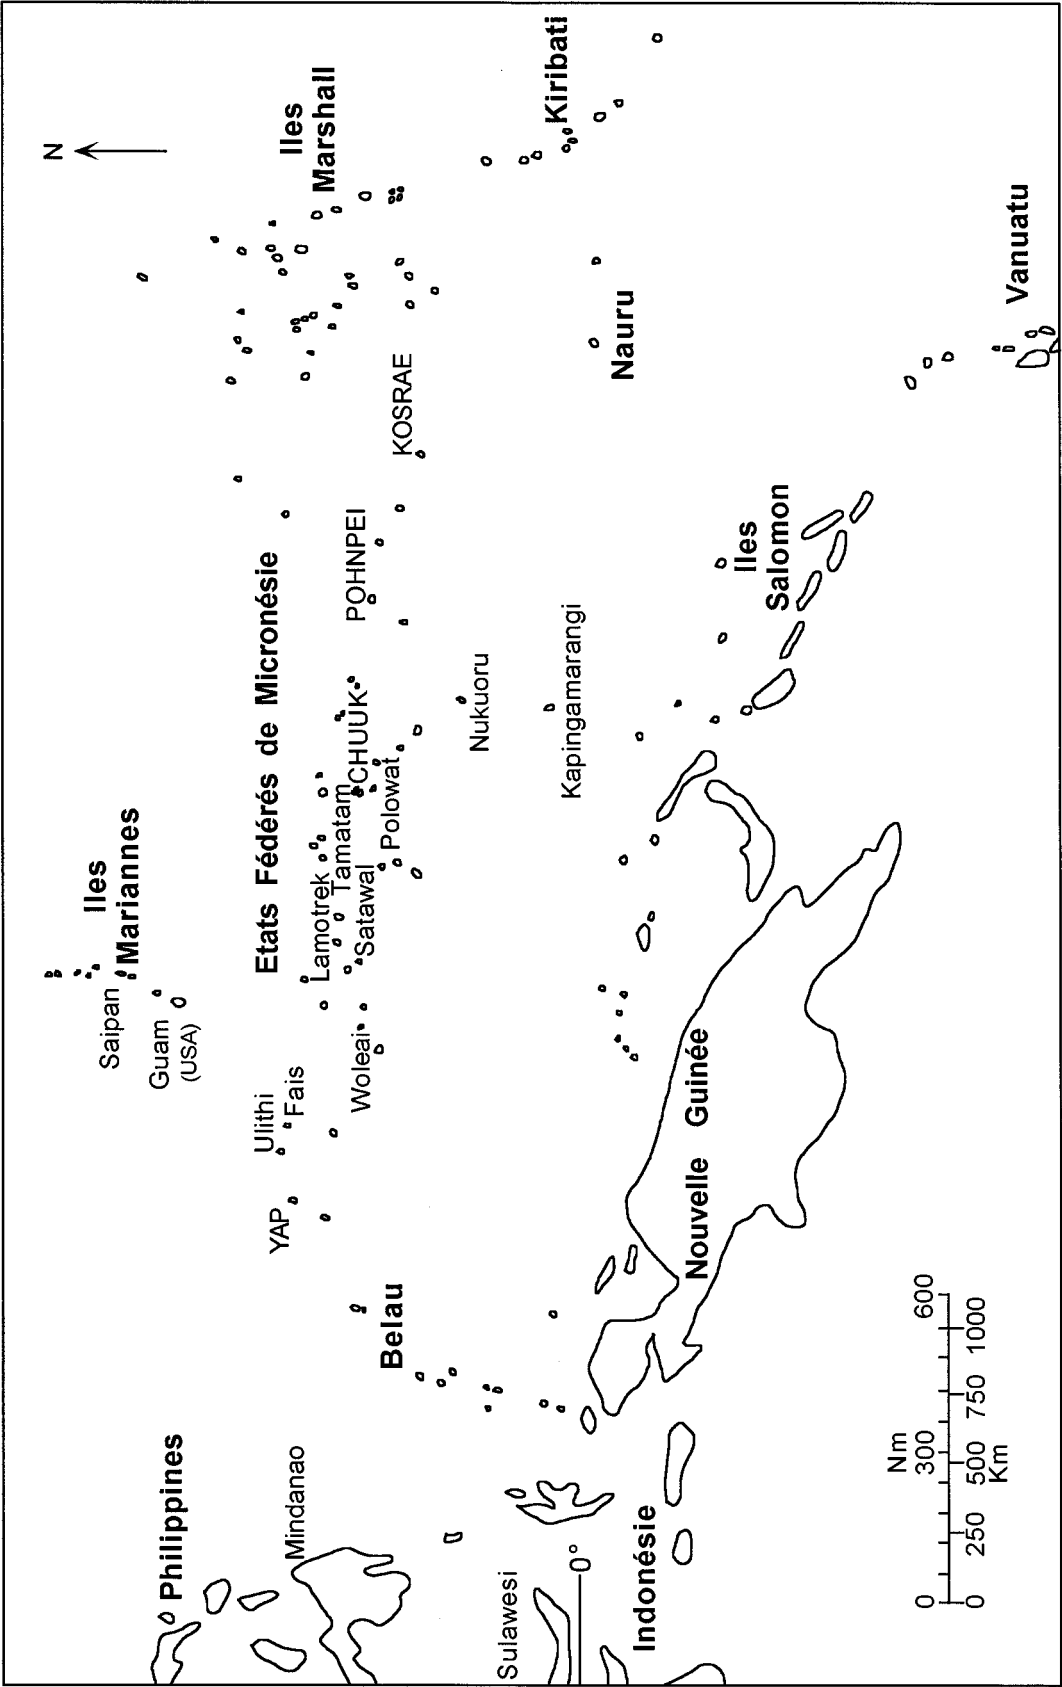 N
Iles
Mariannes
Saipan
Guam
(USA)
Iles
Marshall
Philippines
Mindanao
Ulithi
Fais
YAP
Etats Fédérés de Micronésie
Lamotrek
Tamatam
CHUUK
POHNPEI
KOSRAE
Woleai
Satawal
Polowat
Belau
Nukuoru
Kiribati
Kapingamarangi
Nauru
Sulawesi
0°
Indonésie
Nouvelle Guinée
Iles
Salomon
Vanuatu
Nm
0 300 600
0 250 500 750 1000
Km